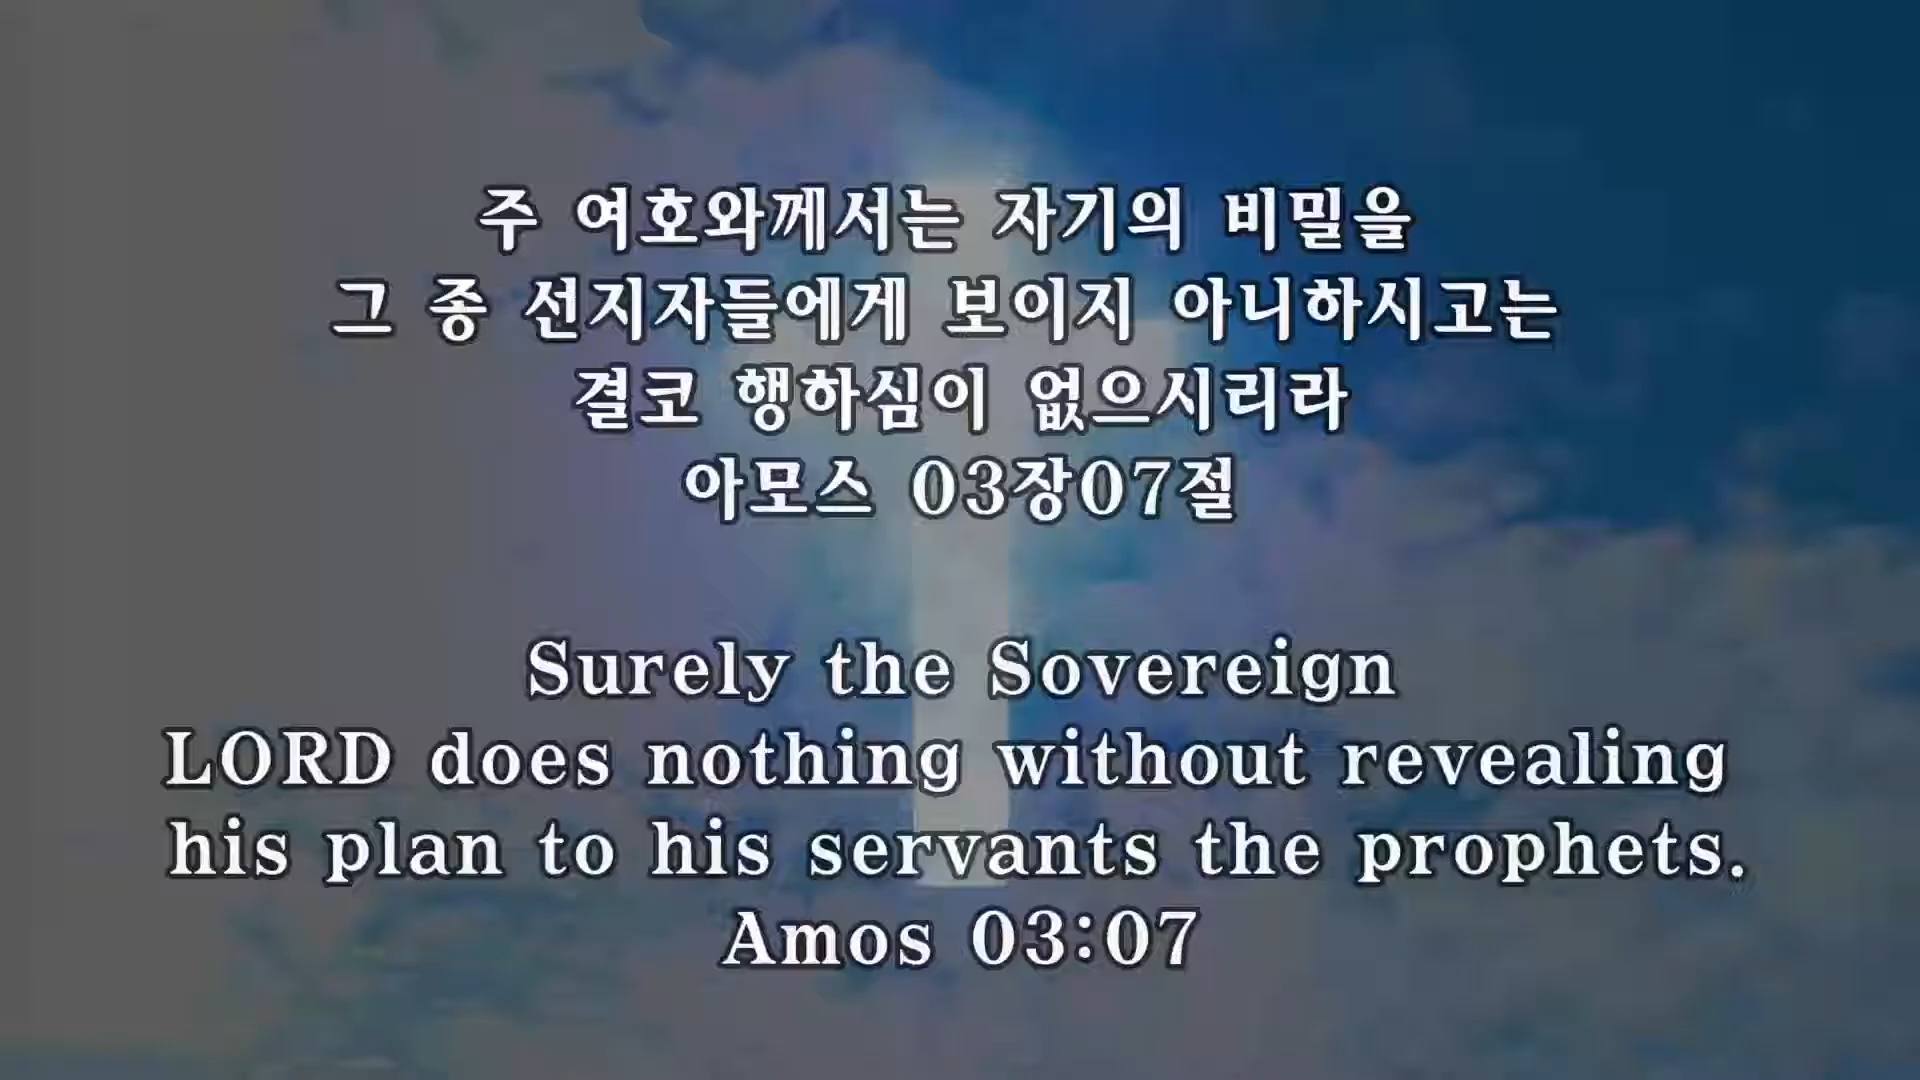 주 여호와께서는 자기의 비밀을
그 종 선지자들에게 보이지 아니하시고는
결코 행하심이 없으시리라
아모스 03장07절
Surely the Sovereign
LORD does nothing without revealing
his plan to his servants the prophets.
Amos 03:07